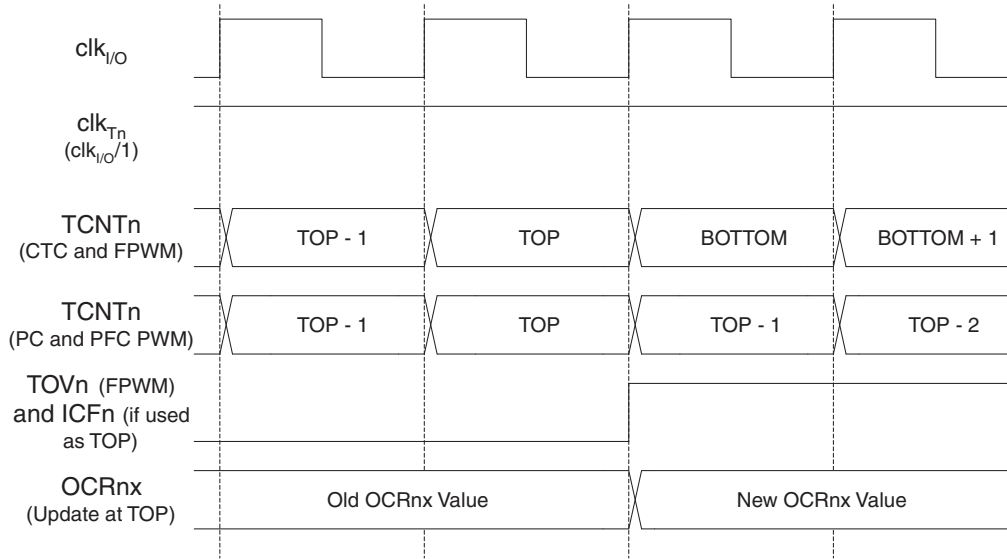 clkI/O
clkTn
(clkI/O/1)
TCNTn
(CTC and FPWM)
TOP - 1
TOP
BOTTOM
BOTTOM + 1
TCNTn
(PC and PFC PWM)
TOP - 1
TOP
TOP - 1
TOP - 2
TOVn (FPWM)
and ICFn (if used
as TOP)
OCRnx
(Update at TOP)
Old OCRnx Value
New OCRnx Value